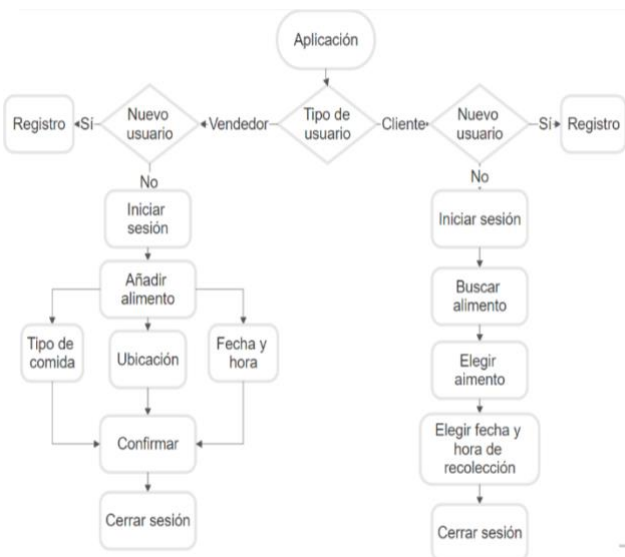 Aplicación
Registro
Sí
Nuevo
usuario
Vendedor
Tipo de
usuario
Cliente
Nuevo
usuario
Sí
Registro
No
No
Iniciar
sesión
Iniciar sesión
Añadir
alimento
Buscar
alimento
Tipo de
comida
Ubicación
Fecha y
hora
Elegir
aimento
Confirmar
Elegir fecha y
hora de
recolección
Cerrar sesión
Cerrar sesión